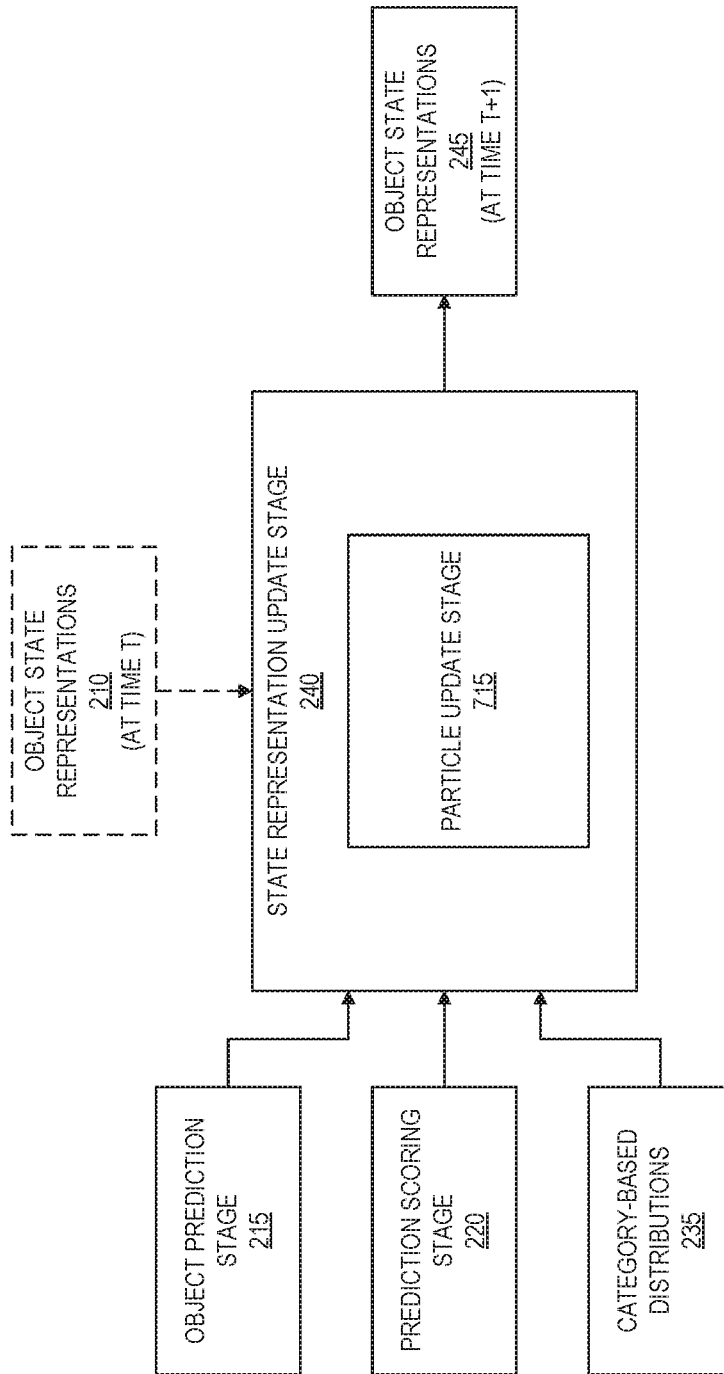 OBJECT STATE
REPRESENTATIONS
210
(AT TIME T)
OBJECT PREDICTION
STAGE
215
PREDICTION SCORING
STAGE
220
CATEGORY-BASED
DISTRIBUTIONS
235
STATE REPRESENTATION UPDATE STAGE
240
PARTICLE UPDATE STAGE
715
OBJECT STATE
REPRESENTATIONS
245
(AT TIME T+1)